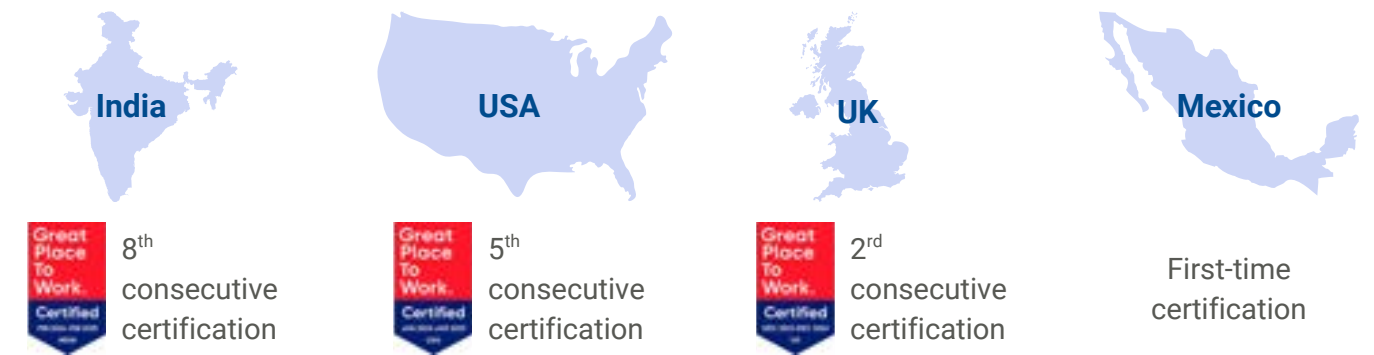 India
USA
UK
Mexico
Great
Place
To
Work.
Certified
8th
consecutive
certification
Great
Place
To
Work.
Certified
5th
consecutive
certification
Great
Place
To
Work.
Certified
2rd
consecutive
certification
First-time
certification